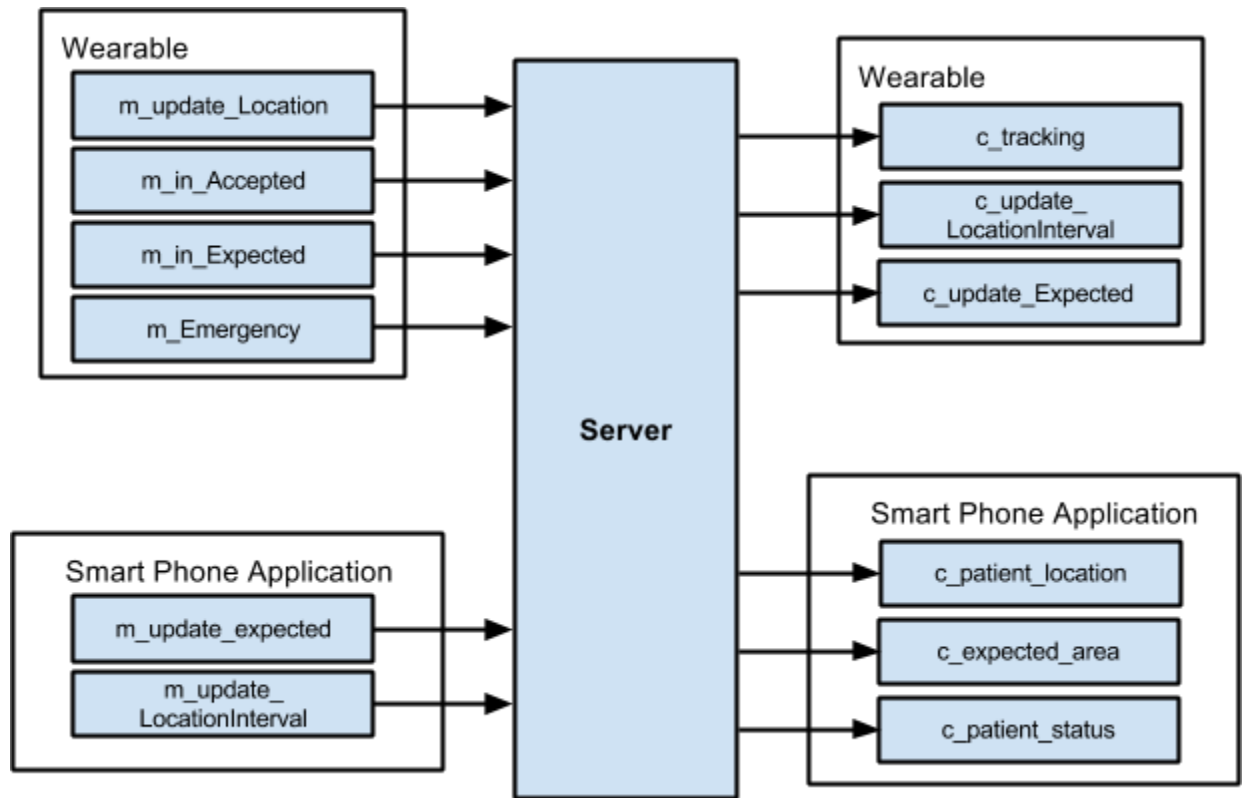 Wearable
m_update_Location
m_in_Accepted
m_in_Expected
m_Emergency
Smart Phone Application
m_update_expected
m_update_
LocationInterval
Server
Wearable
c_tracking
c_update_
LocationInterval
c_update_Expected
Smart Phone Application
c_patient_location
c_expected_area
c_patient_status